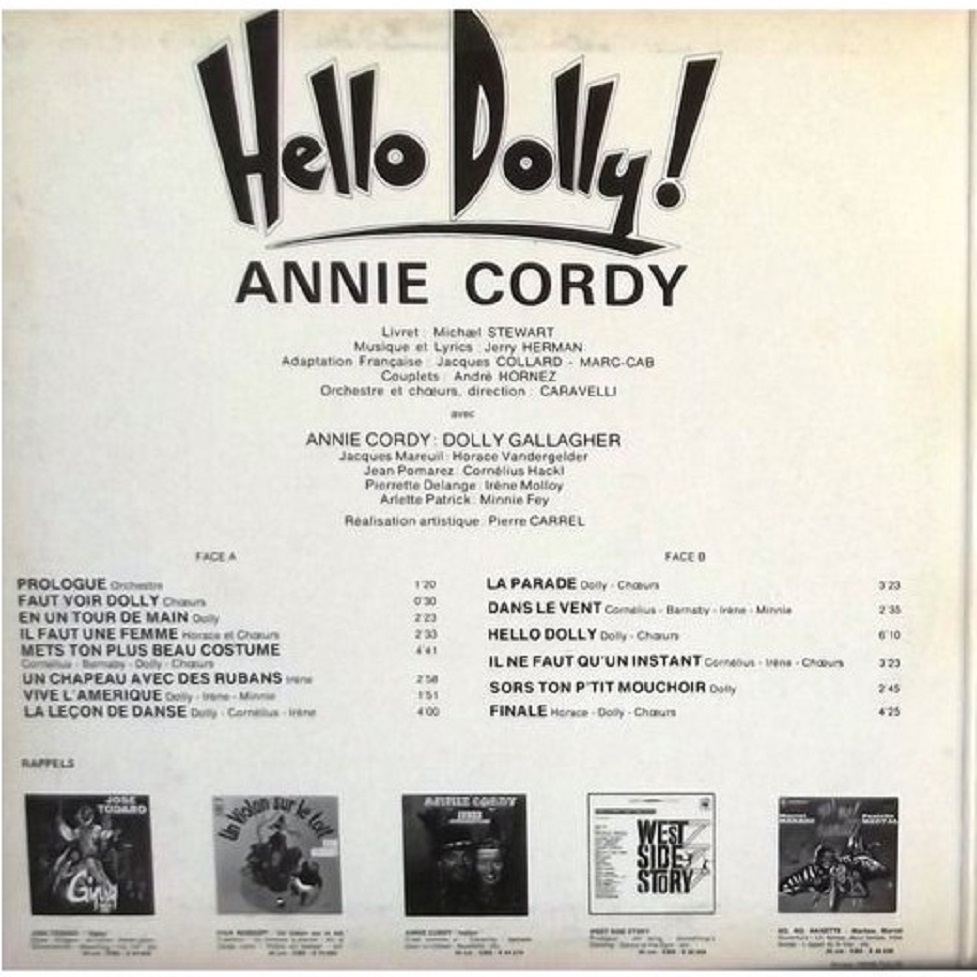 Hello Dolly!
ANNIE CORDY
Livret : Michæl STEWART
Musique et Lyrics : Jerry HERMAN
Adaptation Française : Jacques COLLARD - MARC-CAB
Couplets : André HORNEZ
Orchestre et chœurs, direction : CARAVELLI
avec
ANNIE CORDY : DOLLY GALLAGHER
Jacques Mareuil : Horace Vandergelder
Jean Pomarez : Cornélius Hackl
Pierrette Delange : Irène Molloy
Arlette Patrick : Minnie Fey
Réalisation artistique : Pierre CARREL
FACE A
PROLOGUE Orchestre 1'20
FAUT VOIR DOLLY Chœurs 0'30
EN UN TOUR DE MAIN Dolly 2'23
IL FAUT UNE FEMME Horace et Chœurs 2'33
METS TON PLUS BEAU COSTUME 4'41
Cornélius - Barnaby - Dolly - Chœurs
UN CHAPEAU AVEC DES RUBANS Irène 2'58
VIVE L'AMERIQUE Dolly - Irène - Minnie 1'51
LA LEÇON DE DANSE Dolly - Cornélius - Irène 4'00
FACE B
LA PARADE Dolly - Chœurs 3'23
DANS LE VENT Cornélius - Barnaby - Irène - Minnie 2'35
HELLO DOLLY Dolly - Chœurs 6'10
IL NE FAUT QU'UN INSTANT Cornélius - Irène - Chœurs 3'23
SORS TON P'TIT MOUCHOIR Dolly 2'45
FINALE Horace - Dolly - Chœurs 4'25
RAPPELS
JOSE
TODARO
Gipsy
Un Violon sur le toit
ANNIE CORDY
WEST
SIDE
STORY
WEST SIDE STORY